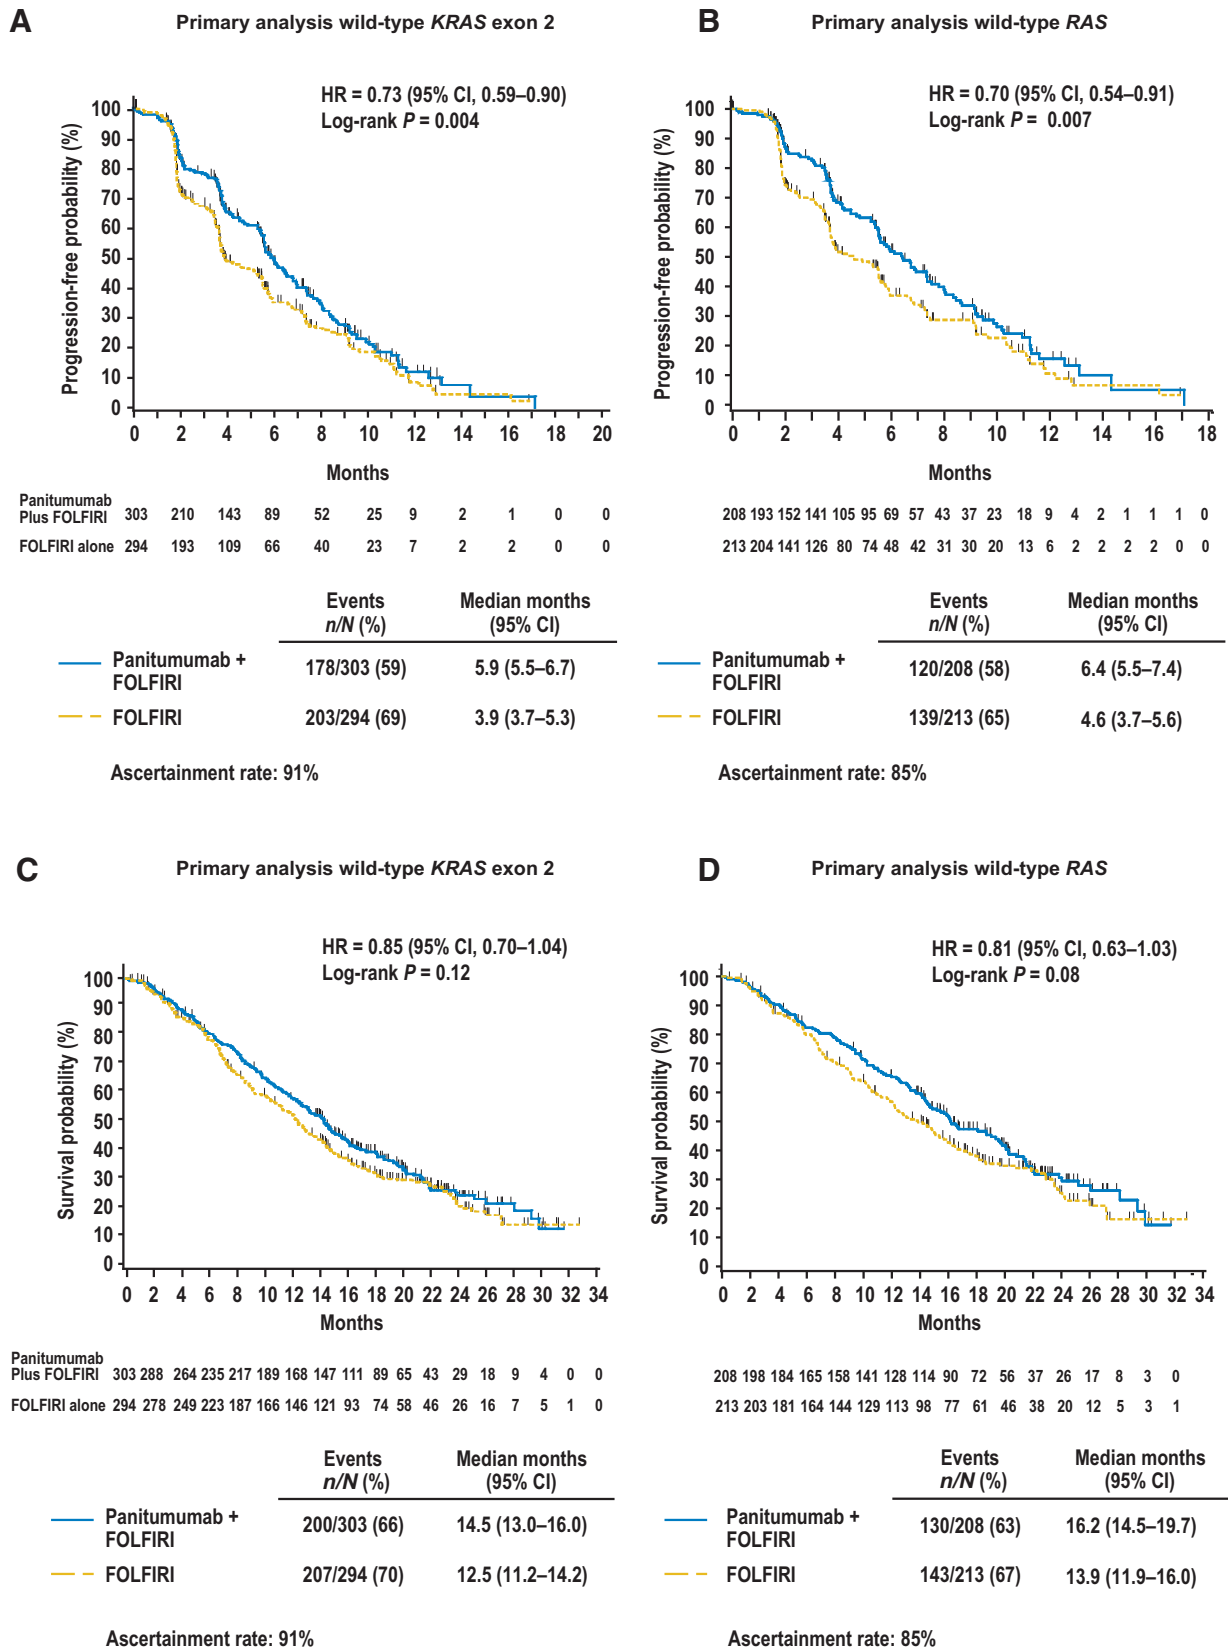 A
Primary analysis wild-type KRAS exon 2
HR = 0.73 (95% CI, 0.59–0.90)
Log-rank P = 0.004
Progression-free probability (%)
100
90
80
70
60
50
40
30
20
10
0
0 2 4 6 8 10 12 14 16 18 20
Months
Panitumumab
Plus FOLFIRI 303 210 143 89 52 25 9 2 1 0 0
FOLFIRI alone 294 193 109 66 40 23 7 2 2 0 0
Events Median months
n/N (%) (95% CI)
Panitumumab + 178/303 (59) 5.9 (5.5–6.7)
FOLFIRI
FOLFIRI 203/294 (69) 3.9 (3.7–5.3)
Ascertainment rate: 91%
B
Primary analysis wild-type RAS
HR = 0.70 (95% CI, 0.54–0.91)
Log-rank P = 0.007
Progression-free probability (%)
100
90
80
70
60
50
40
30
20
10
0
0 2 4 6 8 10 12 14 16 18
Months
208 193 152 141 105 95 69 57 43 37 23 18 9 4 2 1 1 1 0
213 204 141 126 80 74 48 42 31 30 20 13 6 2 2 2 2 0 0
Events Median months
n/N (%) (95% CI)
Panitumumab + 120/208 (58) 6.4 (5.5–7.4)
FOLFIRI
FOLFIRI 139/213 (65) 4.6 (3.7–5.6)
Ascertainment rate: 85%
C
Primary analysis wild-type KRAS exon 2
HR = 0.85 (95% CI, 0.70–1.04)
Log-rank P = 0.12
Survival probability (%)
100
90
80
70
60
50
40
30
20
10
0
0 2 4 6 8 10 12 14 16 18 20 22 24 26 28 30 32 34
Months
Panitumumab
Plus FOLFIRI 303 288 264 235 217 189 168 147 111 89 65 43 29 18 9 4 0 0
FOLFIRI alone 294 278 249 223 187 166 146 121 93 74 58 46 26 16 7 5 1 0
Events Median months
n/N (%) (95% CI)
Panitumumab + 200/303 (66) 14.5 (13.0–16.0)
FOLFIRI
FOLFIRI 207/294 (70) 12.5 (11.2–14.2)
Ascertainment rate: 91%
D
Primary analysis wild-type RAS
HR = 0.81 (95% CI, 0.63–1.03)
Log-rank P = 0.08
Survival probability (%)
100
90
80
70
60
50
40
30
20
10
0
0 2 4 6 8 10 12 14 16 18 20 22 24 26 28 30 32 34
Months
208 198 184 165 158 141 128 114 90 72 56 37 26 17 8 3 0
213 203 181 164 144 129 113 98 77 61 46 38 20 12 5 3 1
Events Median months
n/N (%) (95% CI)
Panitumumab + 130/208 (63) 16.2 (14.5–19.7)
FOLFIRI
FOLFIRI 143/213 (67) 13.9 (11.9–16.0)
Ascertainment rate: 85%